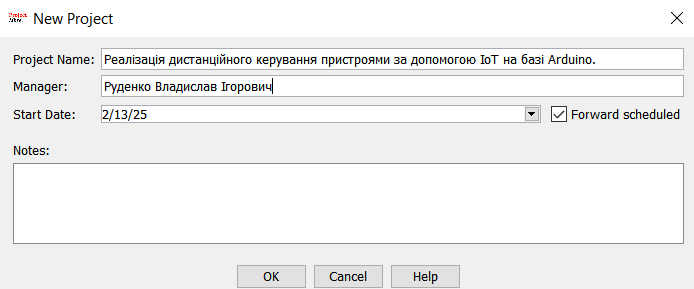 New Project
Project Name: Реалізація дистанційного керування пристроями за допомогою IoT на базі Arduino.
Manager: Руденко Владислав Ігорович
Start Date: 2/13/25 Forward scheduled
Notes:
OK Cancel Help